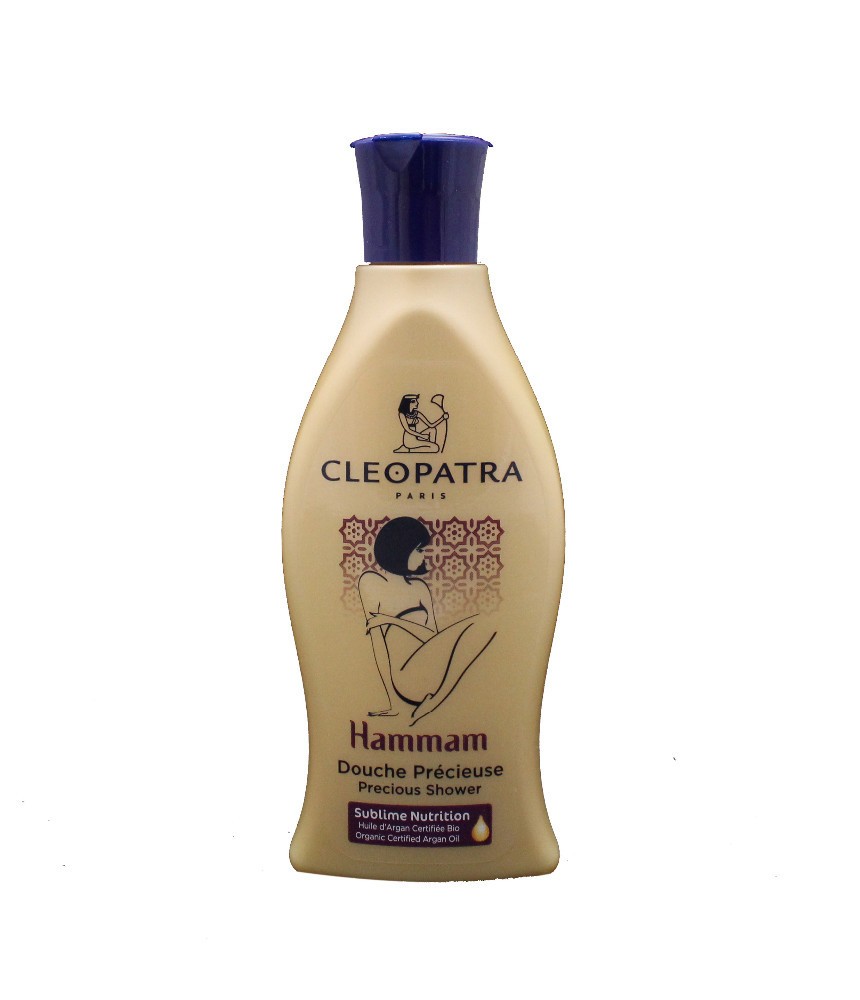 CLEOPATRA
PARIS
Hammam
Douche Précieuse
Precious Shower
Sublime Nutrition
Huile d'Argan Certifiée Bio
Organic Certified Argan Oil